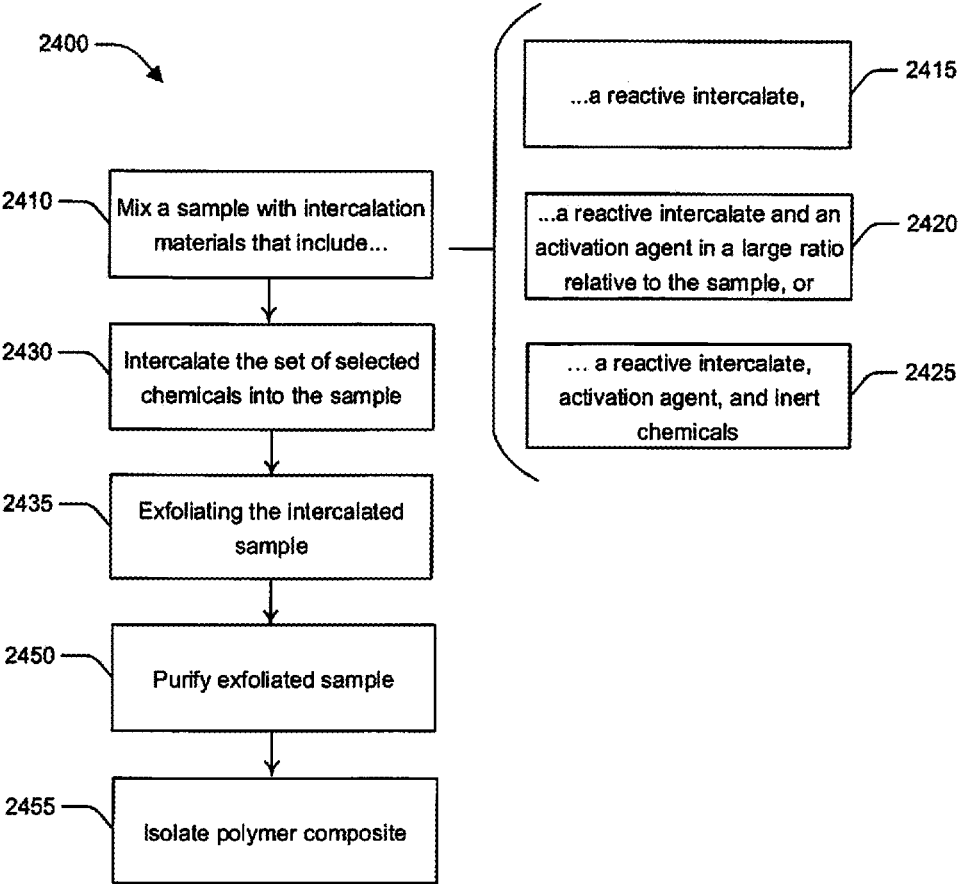 2400
2410
Mix a sample with intercalation
materials that include...
2415
...a reactive intercalate,
2420
...a reactive intercalate and an
activation agent in a large ratio
relative to the sample, or
2425
... a reactive intercalate,
activation agent, and inert
chemicals
2430
Intercalate the set of selected
chemicals into the sample
2435
Exfoliating the intercalated
sample
2450
Purify exfoliated sample
2455
Isolate polymer composite